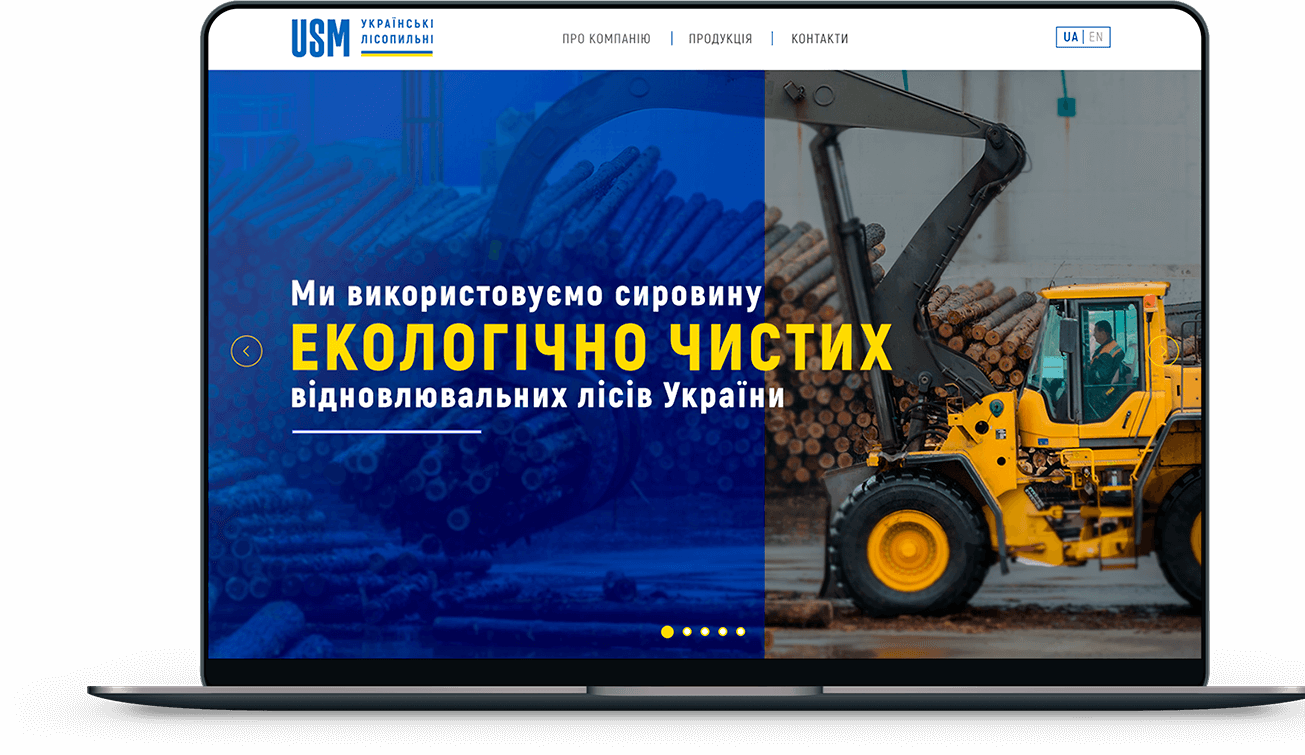 USM
УКРАЇНСЬКІ
ЛІСОПИЛЬНІ
ПРО КОМПАНІЮ | ПРОДУКЦІЯ | КОНТАКТИ
UA | EN
Ми використовуємо сировину
ЕКОЛОГІЧНО ЧИСТИХ
відновлювальних лісів України